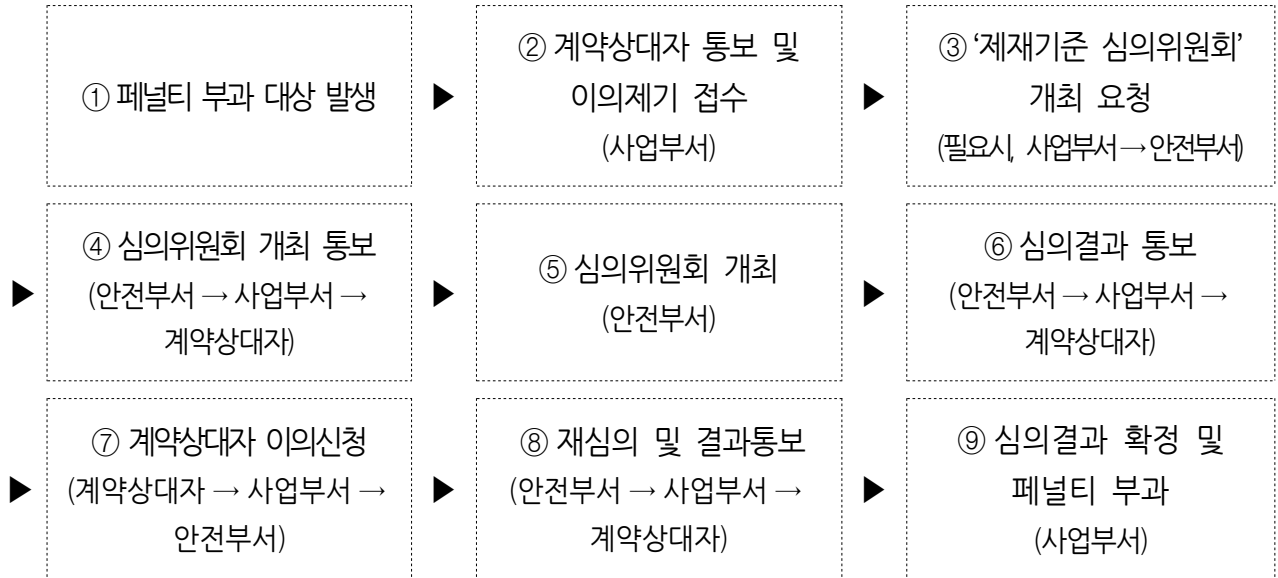 ① 페널티 부과 대상 발생
▶
② 계약상대자 통보 및
이의제기 접수
(사업부서)
▶
③ ‘제재기준 심의위원회’
개최 요청
(필요시, 사업부서→안전부서)
▶
④ 심의위원회 개최 통보
(안전부서 → 사업부서 →
계약상대자)
▶
⑤ 심의위원회 개최
(안전부서)
▶
⑥ 심의결과 통보
(안전부서 → 사업부서 →
계약상대자)
▶
⑦ 계약상대자 이의신청
(계약상대자 → 사업부서 →
안전부서)
▶
⑧ 재심의 및 결과통보
(안전부서 → 사업부서 →
계약상대자)
▶
⑨ 심의결과 확정 및
페널티 부과
(사업부서)